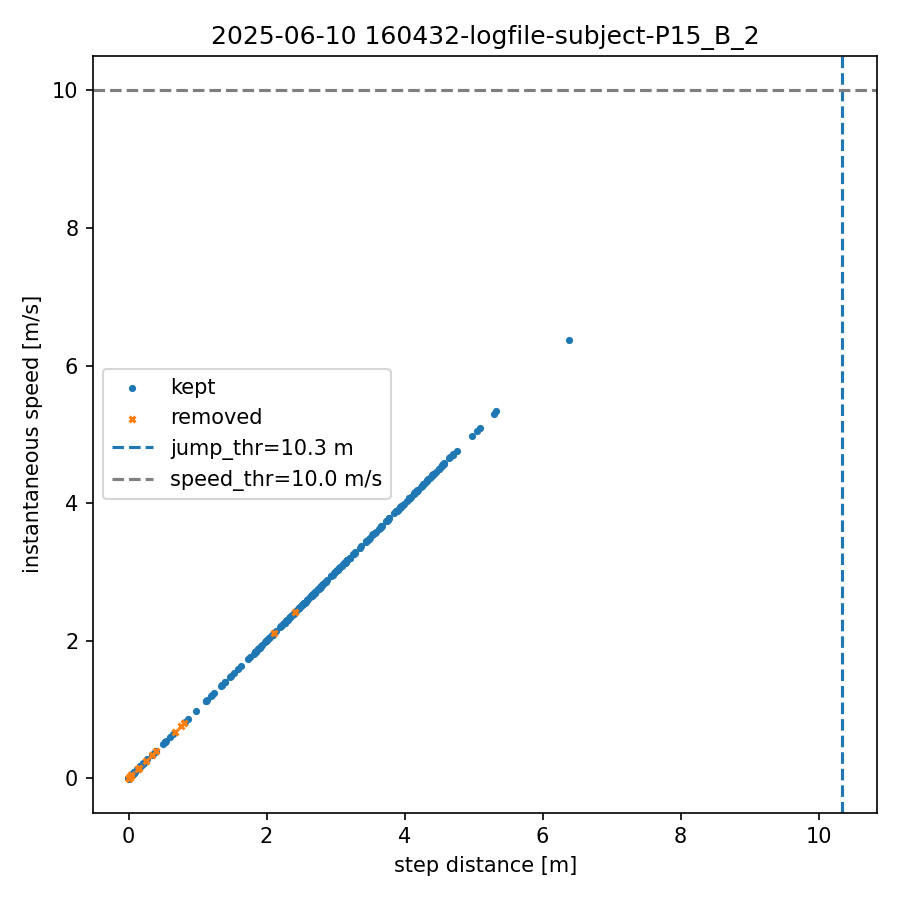 2025-06-10 160432-logfile-subject-P15_B_2
instantaneous speed [m/s]
10
8
6
4
2
0
kept
removed
jump_thr=10.3 m
speed_thr=10.0 m/s
0 2 4 6 8 10
step distance [m]